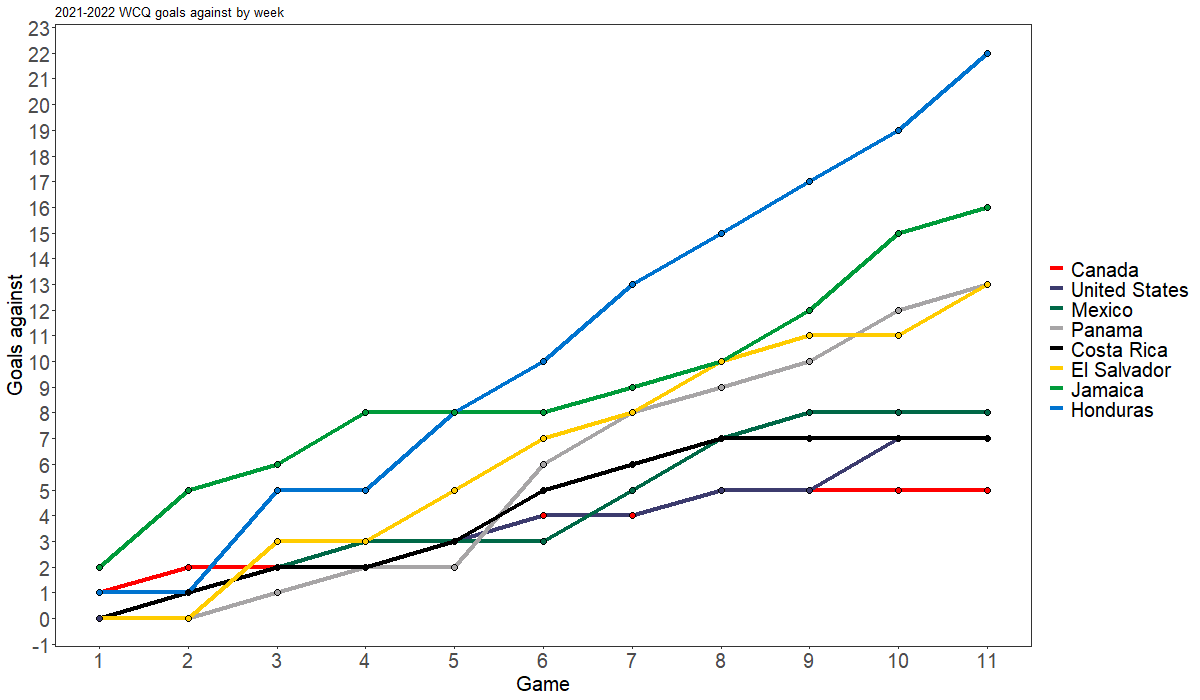 2021-2022 WCQ goals against by week
23
22
21
20
19
18
17
16
15
14
13
12
11
10
9
8
7
6
5
4
3
2
1
0
-1
Goals against
1 2 3 4 5 6 7 8 9 10 11
Game
Canada
United States
Mexico
Panama
Costa Rica
El Salvador
Jamaica
Honduras